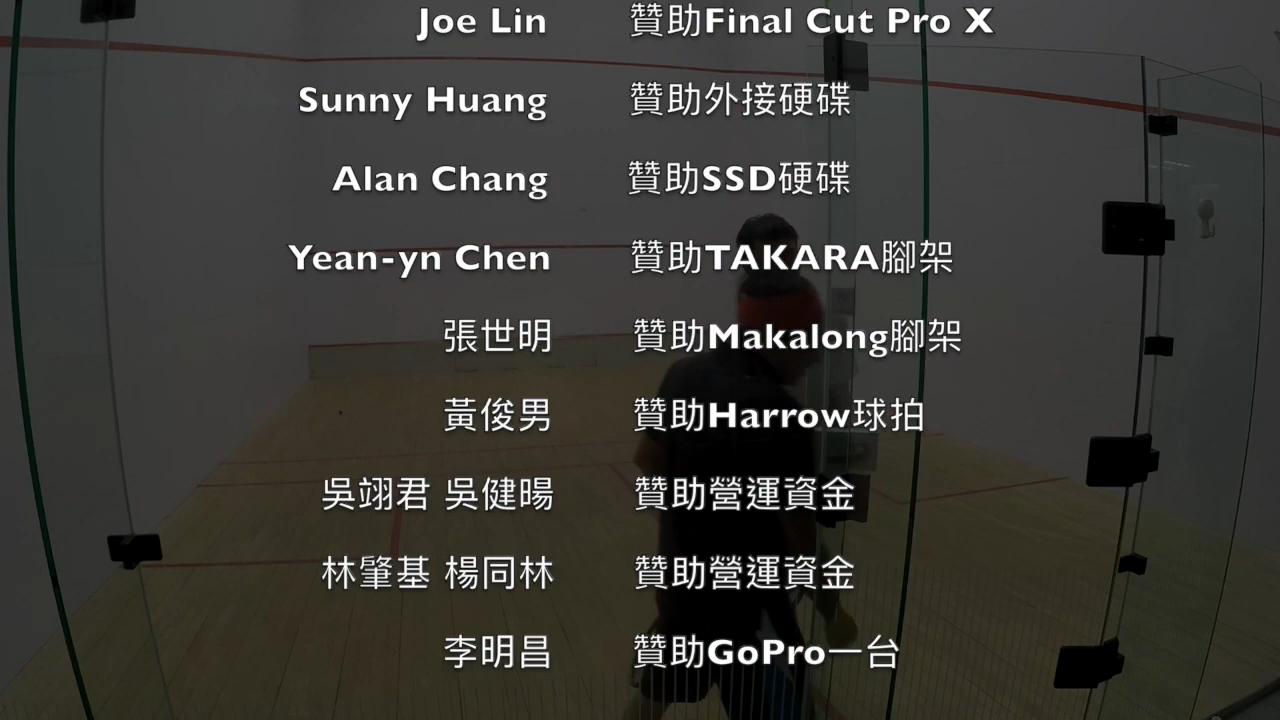 Joe Lin 贊助Final Cut Pro X
Sunny Huang 贊助外接硬碟
Alan Chang 贊助SSD硬碟
Yean-yn Chen 贊助TAKARA腳架
張世明 贊助Makalong腳架
黃俊男 贊助Harrow球拍
吳翊君 吳健暘 贊助營運資金
林肇基 楊同林 贊助營運資金
李明昌 贊助GoPro一台